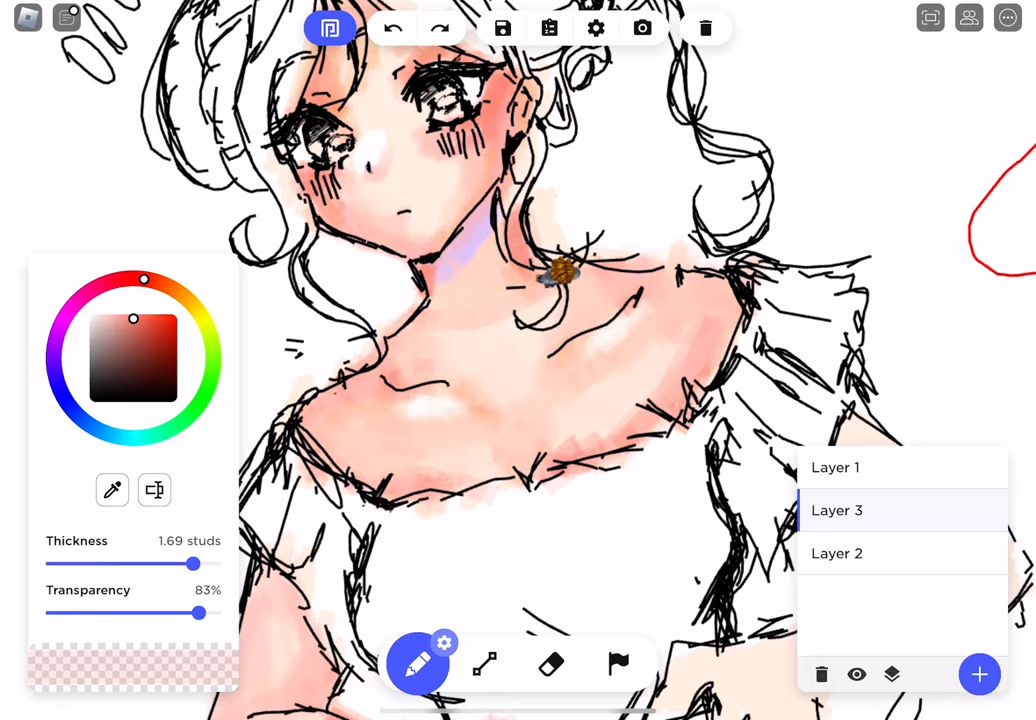 Thickness 1.69 studs
Transparency 83%
Layer 1
Layer 3
Layer 2